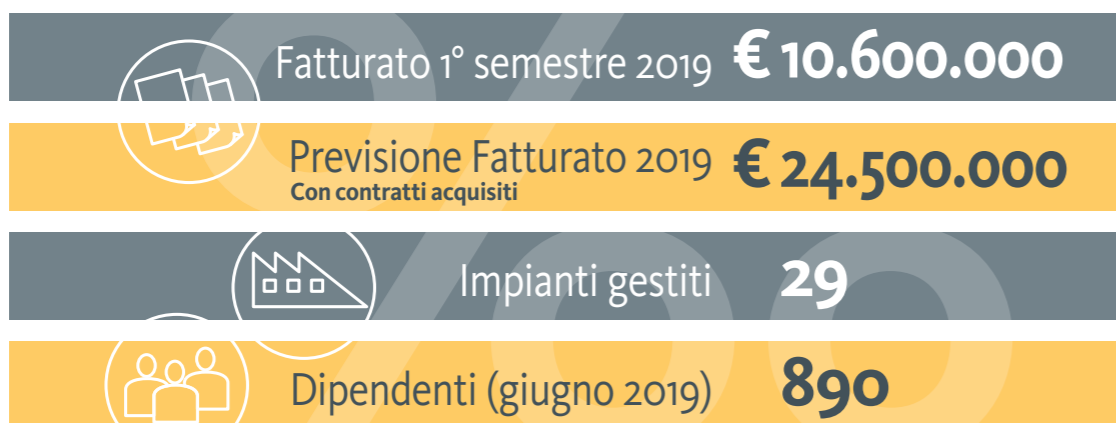 Fatturato 1° semestre 2019 € 10.600.000
Previsione Fatturato 2019 € 24.500.000
Con contratti acquisiti
Impianti gestiti 29
Dipendenti (giugno 2019) 890